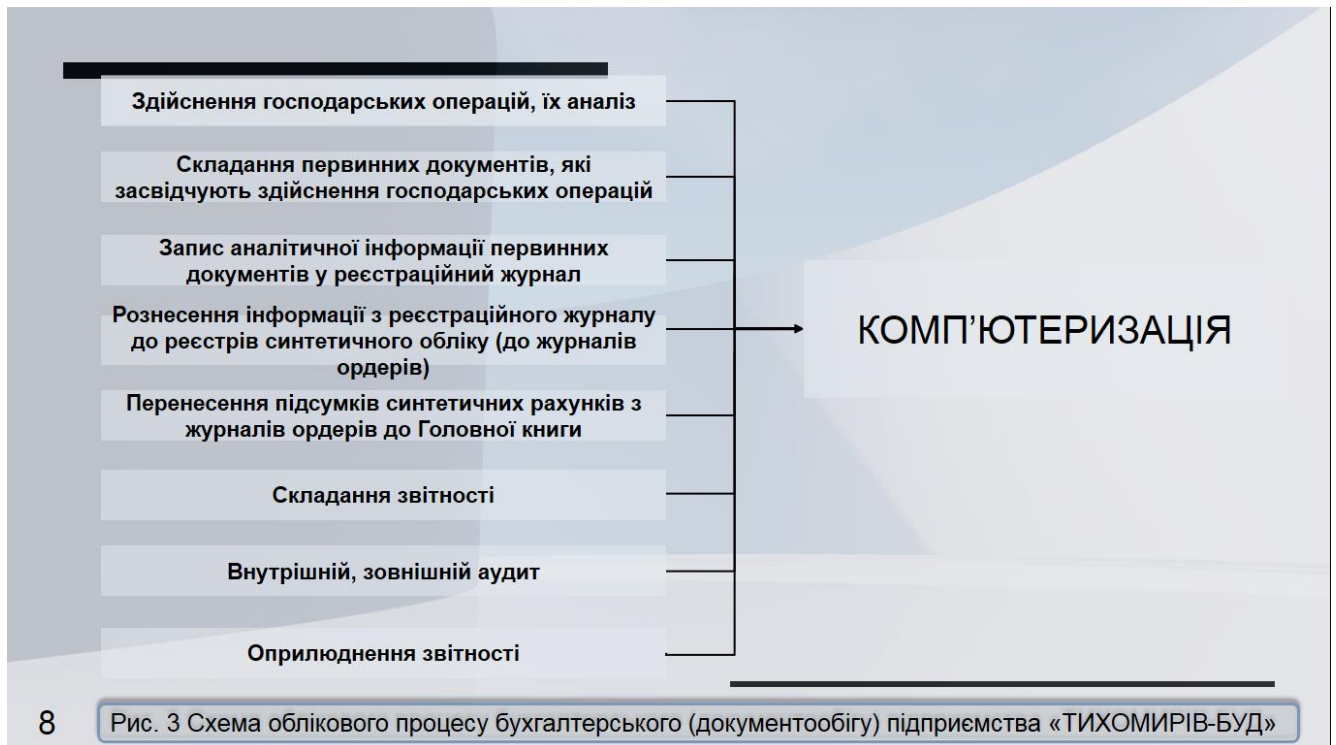 Здійснення господарських операцій, їх аналіз
Складання первинних документів, які
засвідчують здійснення господарських операцій
Запис аналітичної інформації первинних
документів у реєстраційний журнал
Рознесення інформації з реєстраційного журналу
до реєстрів синтетичного обліку (до журналів
ордерів)
Перенесення підсумків синтетичних рахунків з
журналів ордерів до Головної книги
Складання звітності
Внутрішній, зовнішній аудит
Оприлюднення звітності
КОМП’ЮТЕРИЗАЦІЯ
8
Рис. 3 Схема облікового процесу бухгалтерського (документообігу) підприємства «ТИХОМИРІВ-БУД»